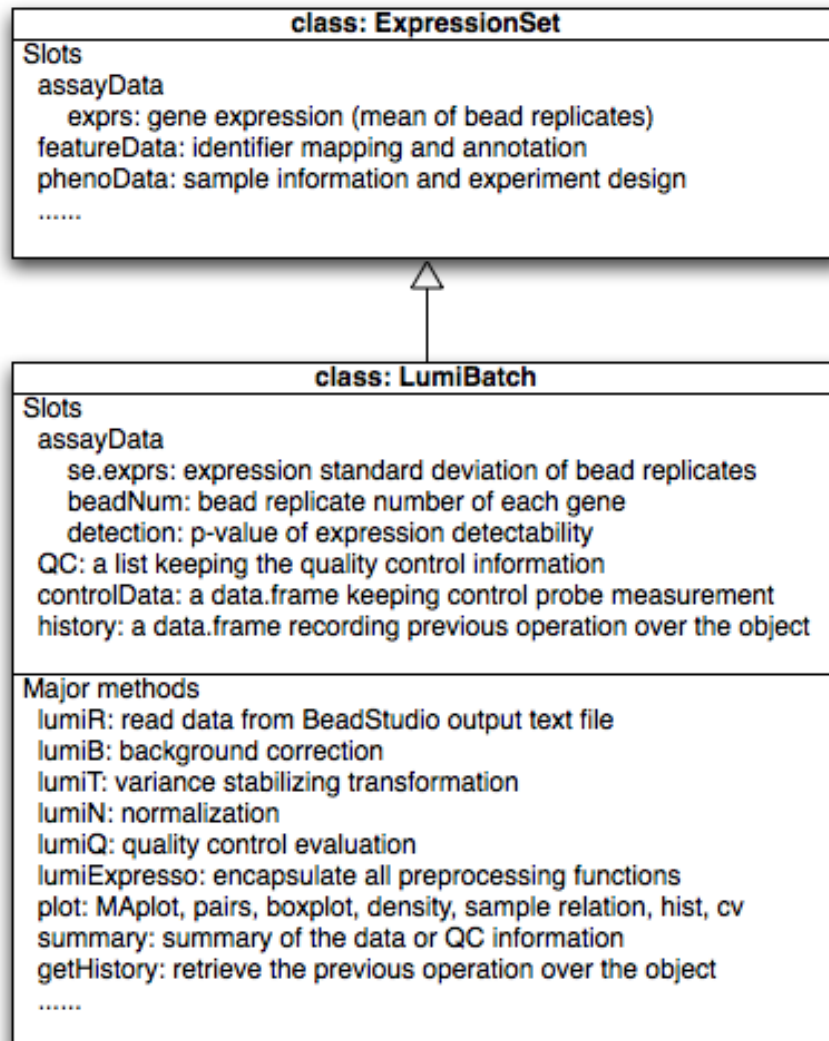 class: ExpressionSet
Slots
assayData
exprs: gene expression (mean of bead replicates)
featureData: identifier mapping and annotation
phenoData: sample information and experiment design
......
class: LumiBatch
Slots
assayData
se.exprs: expression standard deviation of bead replicates
beadNum: bead replicate number of each gene
detection: p-value of expression detectability
QC: a list keeping the quality control information
controlData: a data.frame keeping control probe measurement
history: a data.frame recording previous operation over the object
Major methods
lumiR: read data from BeadStudio output text file
lumiB: background correction
lumiT: variance stabilizing transformation
lumiN: normalization
lumiQ: quality control evaluation
lumiExpresso: encapsulate all preprocessing functions
plot: MAplot, pairs, boxplot, density, sample relation, hist, cv
summary: summary of the data or QC information
getHistory: retrieve the previous operation over the object
......